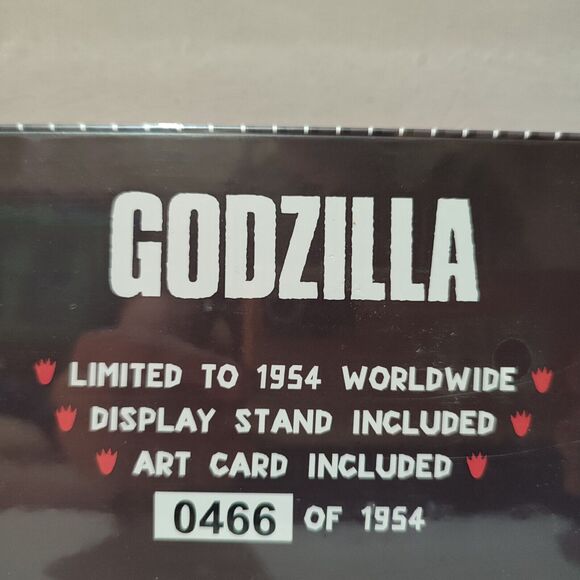 GODZILLA
LIMITED TO 1954 WORLDWIDE
DISPLAY STAND INCLUDED
ART CARD INCLUDED
0466 OF 1954